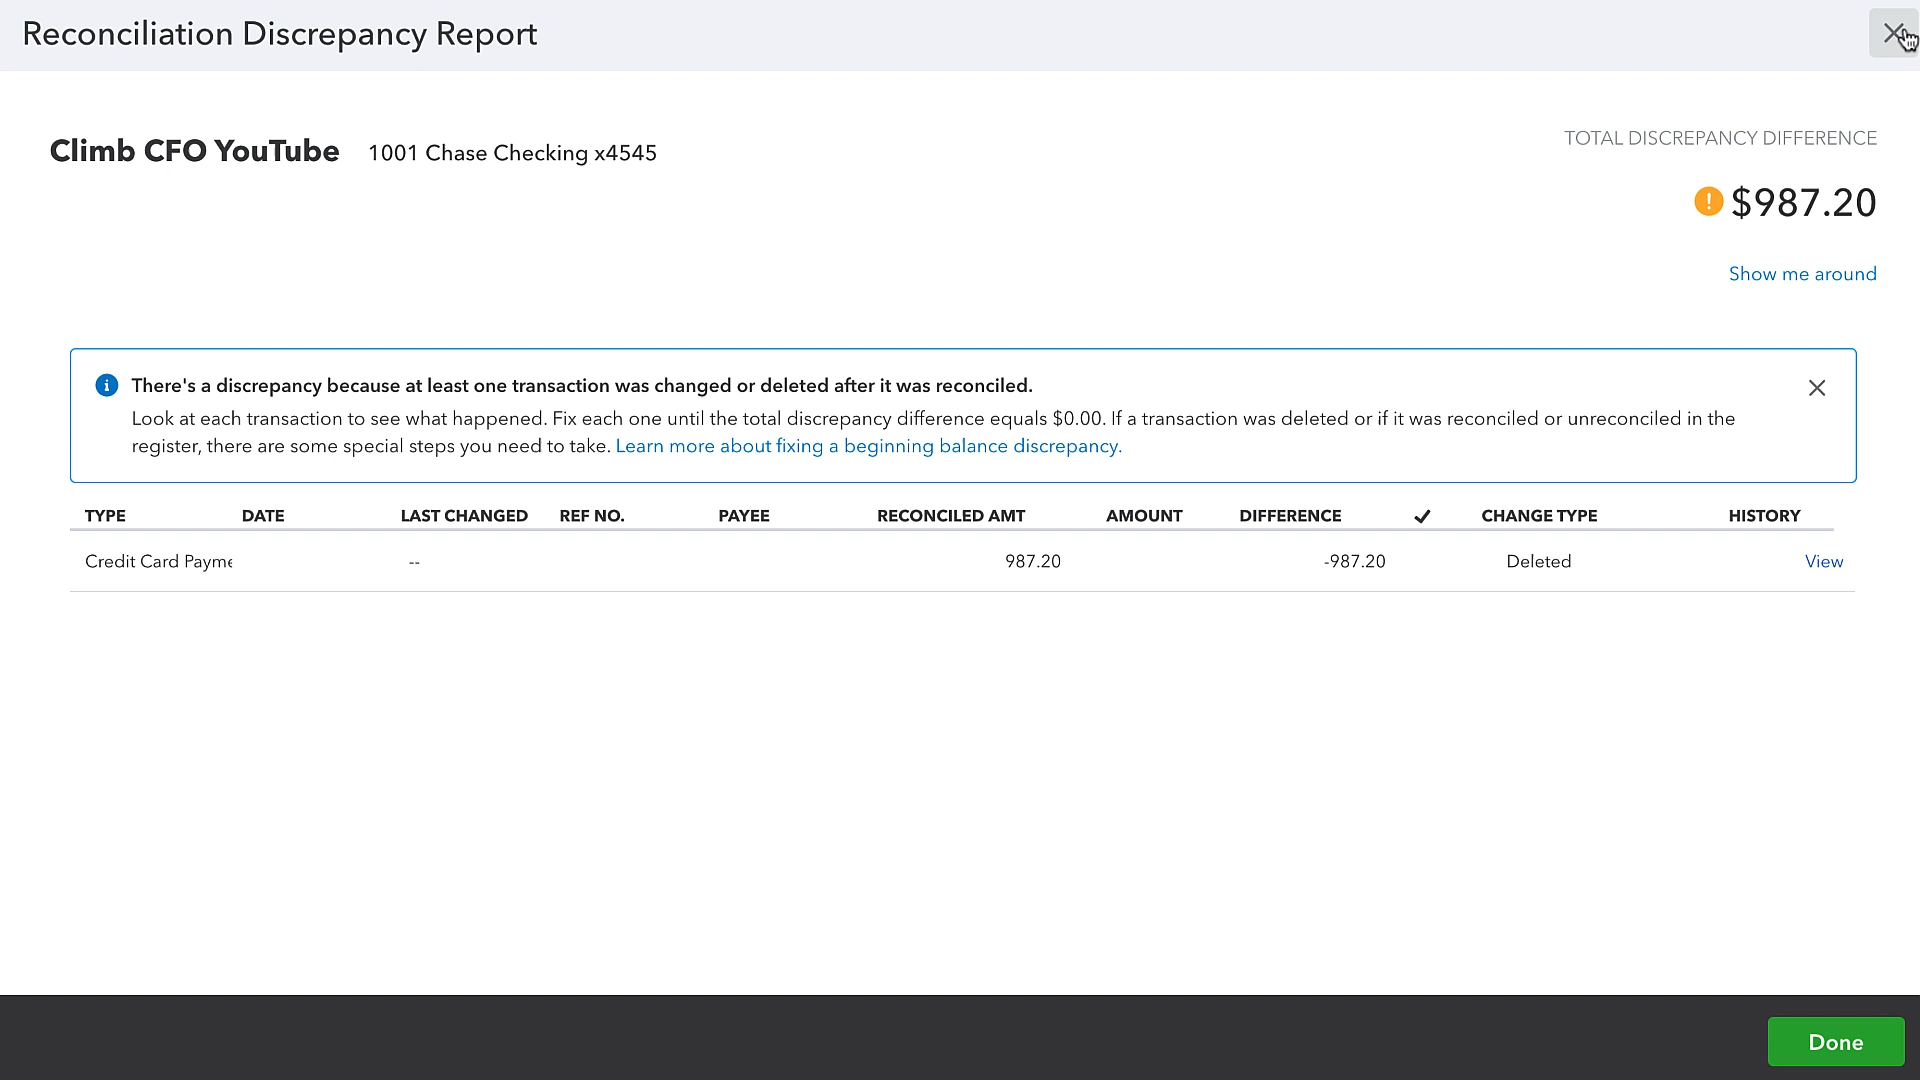 Reconciliation Discrepancy Report
Climb CFO YouTube 1001 Chase Checking x4545
TOTAL DISCREPANCY DIFFERENCE
! $987.20
Show me around
There's a discrepancy because at least one transaction was changed or deleted after it was reconciled.
Look at each transaction to see what happened. Fix each one until the total discrepancy difference equals $0.00. If a transaction was deleted or if it was reconciled or unreconciled in the
register, there are some special steps you need to take. Learn more about fixing a beginning balance discrepancy.
TYPE DATE LAST CHANGED REF NO. PAYEE RECONCILED AMT AMOUNT DIFFERENCE ✓ CHANGE TYPE HISTORY
Credit Card Payme -- 987.20 -987.20 Deleted View
Done